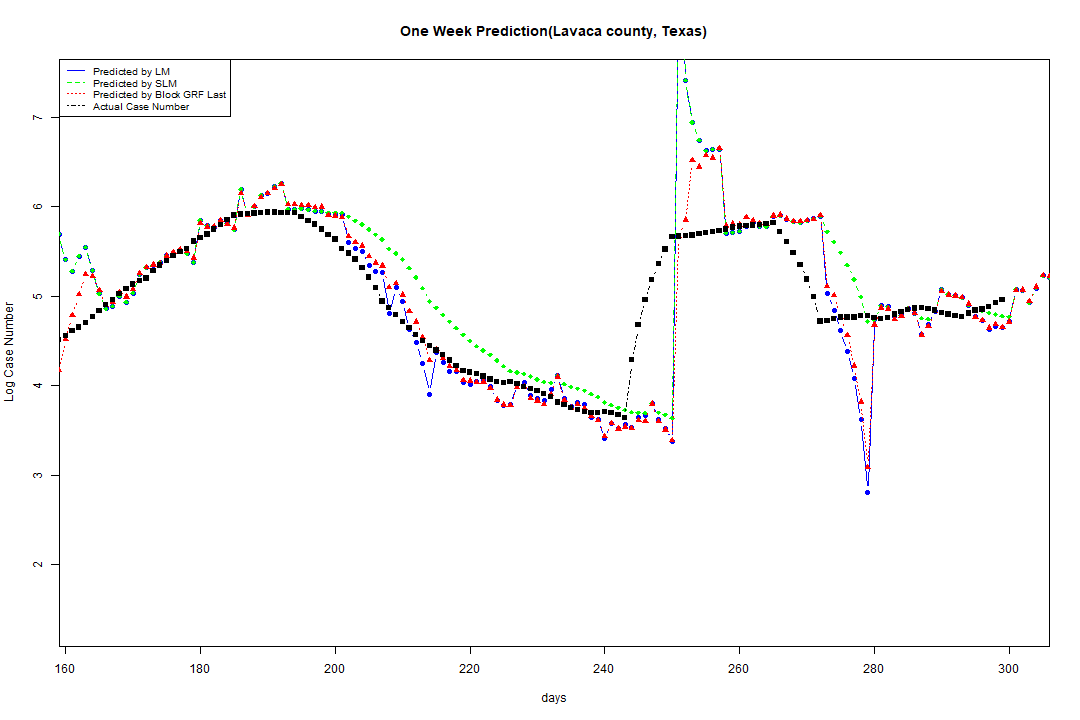 One Week Prediction(Lavaca county, Texas)
Predicted by LM
Predicted by SLM
Predicted by Block GRF Last
Actual Case Number
7
6
5
4
3
2
Log Case Number
160 180 200 220 240 260 280 300
days